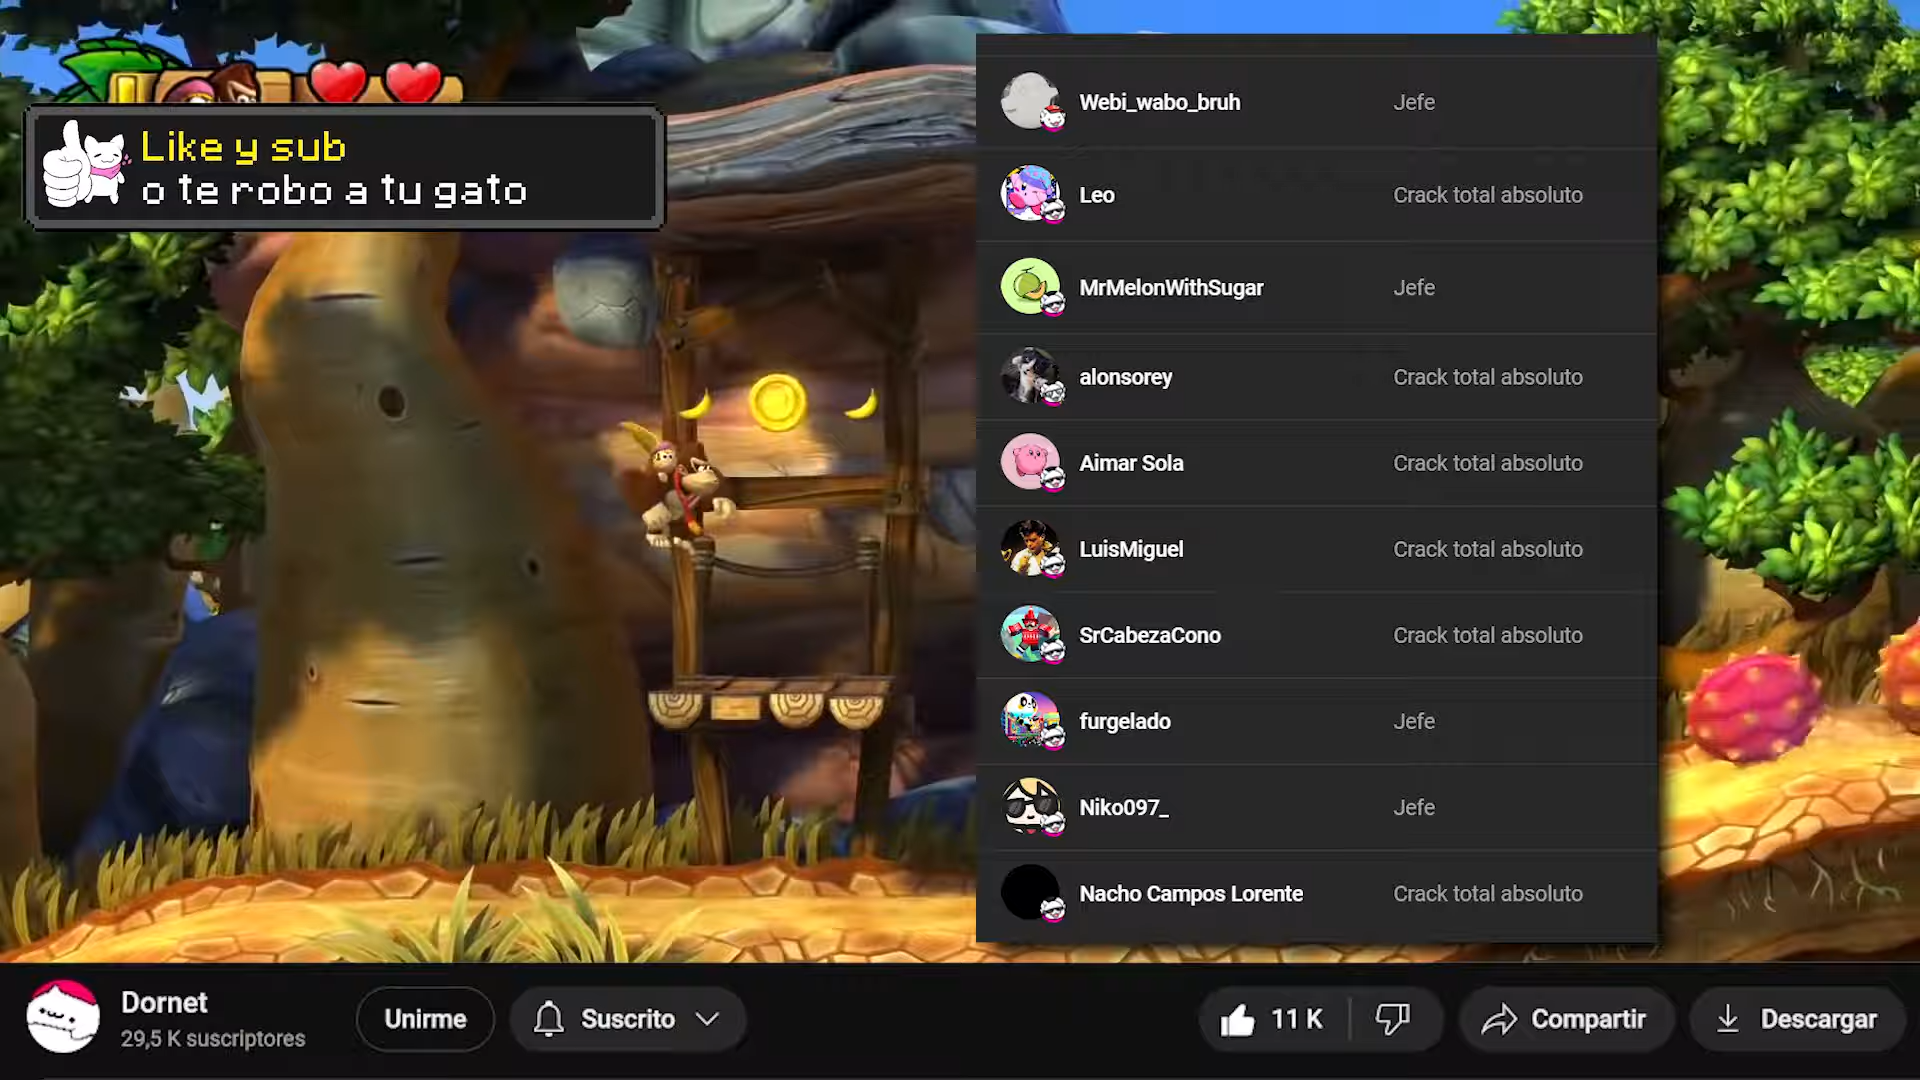 Like y sub
o te robo a tu gato
Webi_wabo_bruh Jefe
Leo Crack total absoluto
MrMelonWithSugar Jefe
alonsorey Crack total absoluto
Aimar Sola Crack total absoluto
LuisMiguel Crack total absoluto
SrCabezaCono Crack total absoluto
furgelado Jefe
Niko097_ Jefe
Nacho Campos Lorente Crack total absoluto
Dornet
29,5 K suscriptores
Unirme
Suscrito
11 K
Compartir
Descargar